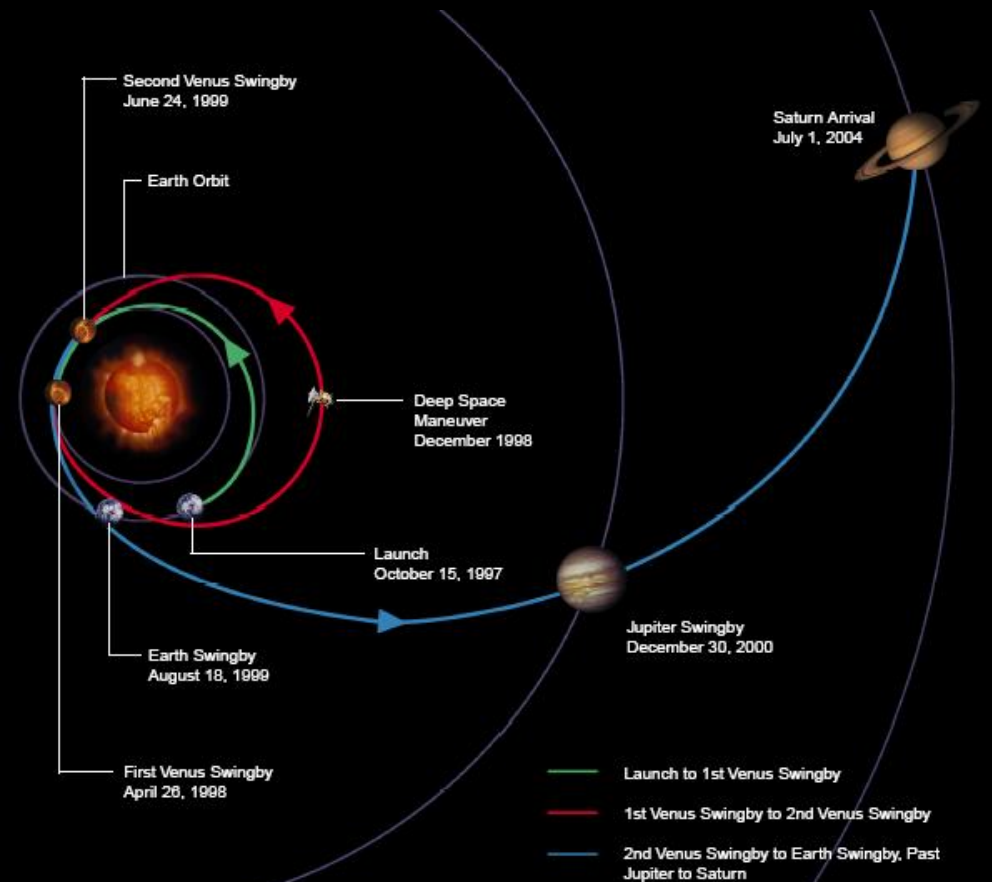 Second Venus Swingby
June 24, 1999
Saturn Arrival
July 1, 2004
Earth Orbit
Deep Space
Maneuver
December 1998
Launch
October 15, 1997
Jupiter Swingby
December 30, 2000
Earth Swingby
August 18, 1999
First Venus Swingby
April 26, 1998
Launch to 1st Venus Swingby
1st Venus Swingby to 2nd Venus Swingby
2nd Venus Swingby to Earth Swingby, Past
Jupiter to Saturn